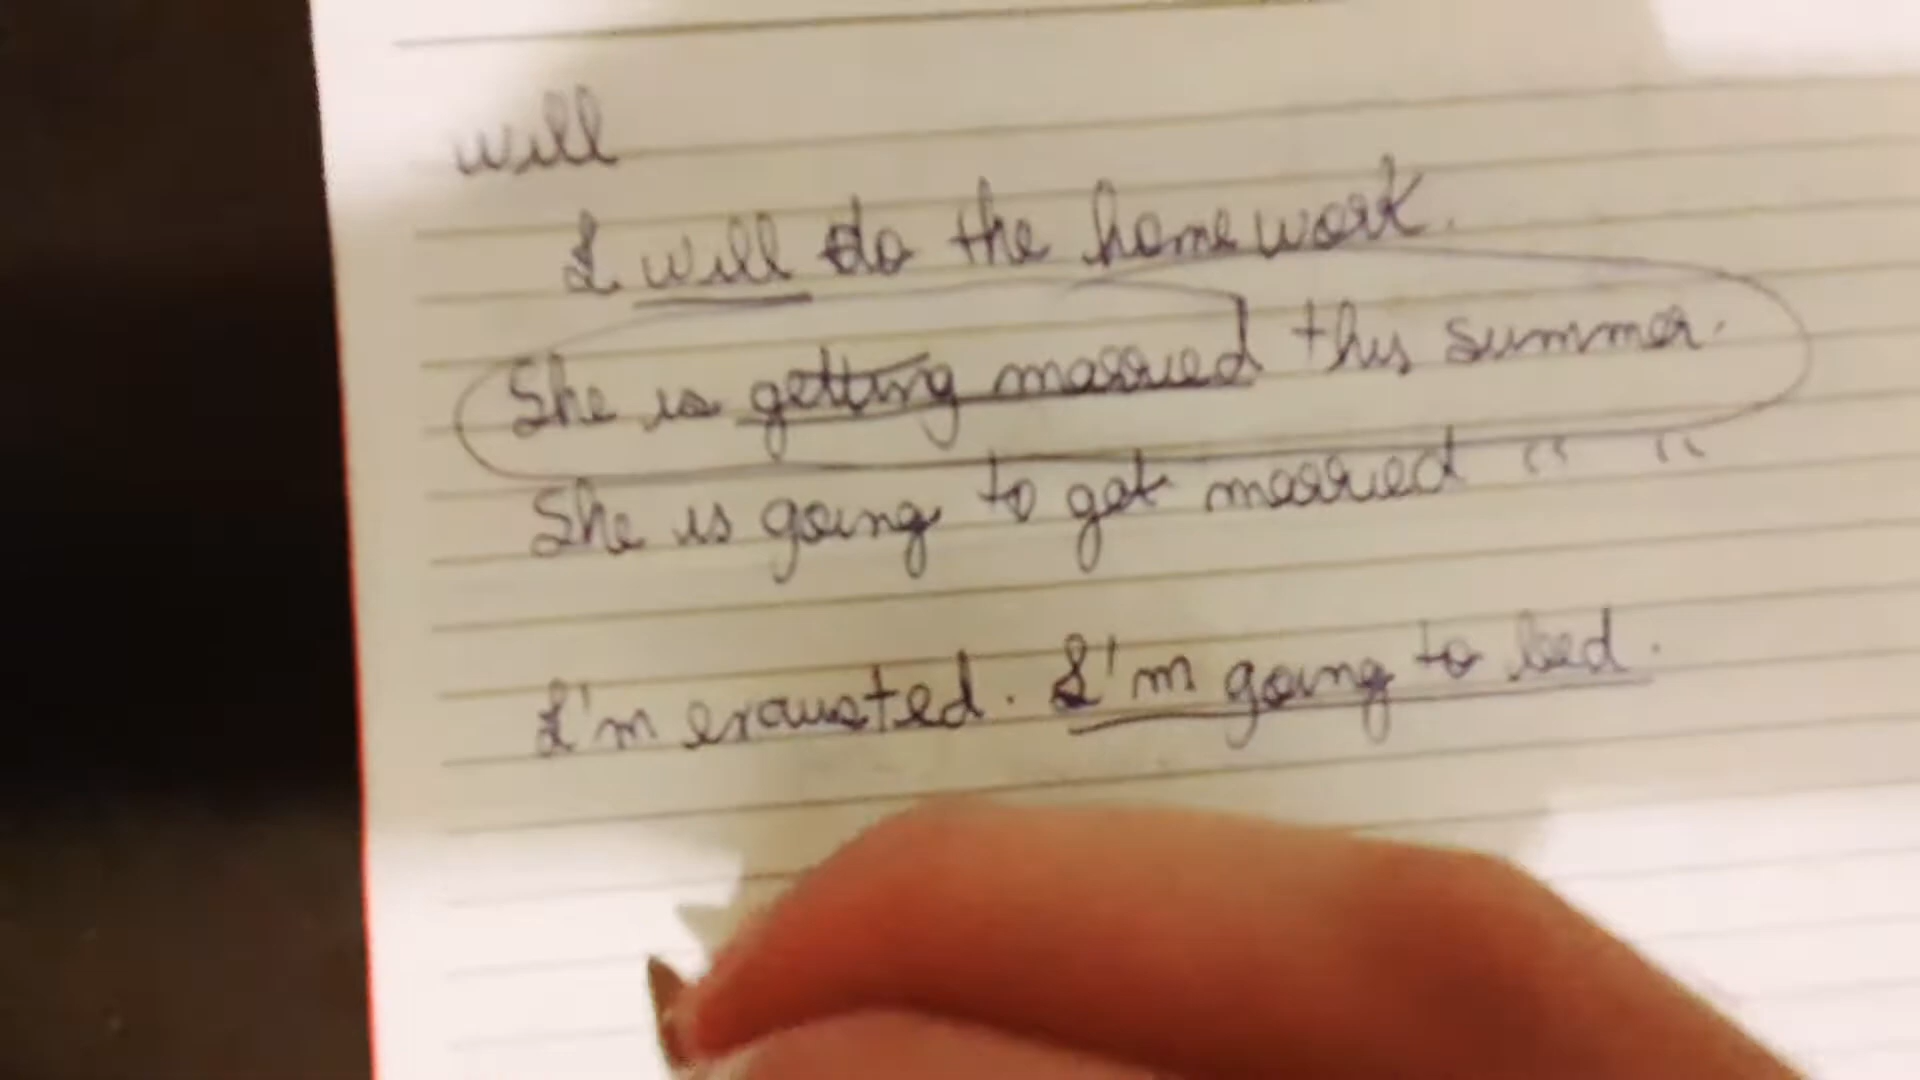 will
I will do the homework.
She is getting married this summer.
She is going to get married " "
I'm exausted. I'm going to bed.